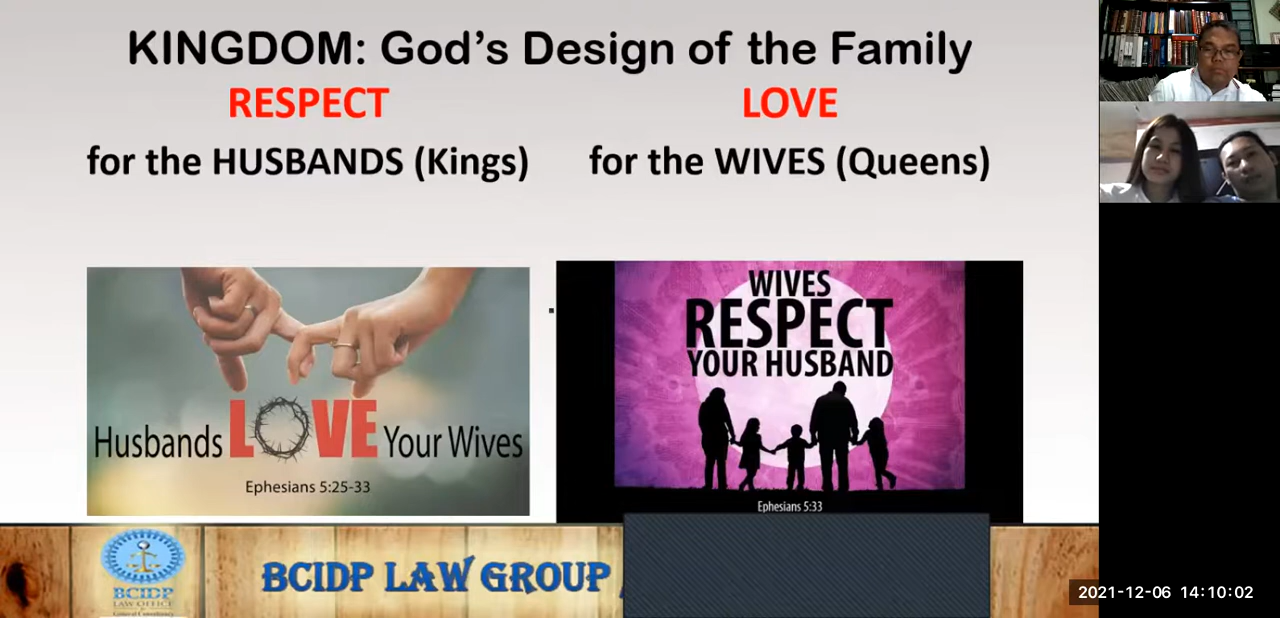 KINGDOM: God's Design of the Family
RESPECT
for the HUSBANDS (Kings)
LOVE
for the WIVES (Queens)
Husbands LOVE Your Wives
Ephesians 5:25-33
WIVES
RESPECT
YOUR HUSBAND
Ephesians 5:33
BCIDP
LAW OFFICE
BCIDP LAW GROUP
2021-12-06 14:10:02